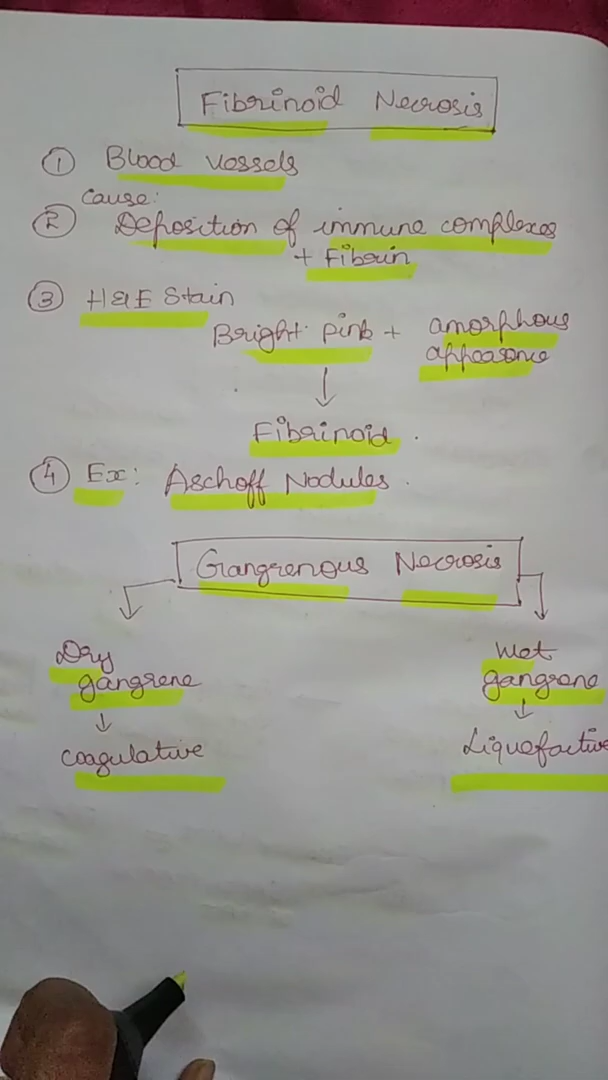 Fibrinoid Necrosis
① Blood vessels
Cause:
② Deposition of immune complexes
+ Fibrin
③ H&E Stain
Bright pink + amorphous
appearance
Fibrinoid.
④ Ex: Aschoff Nodules.
Gangrenous Necrosis
Dry
gangrene
Wet
gangrene
coagulative
Liquefactive